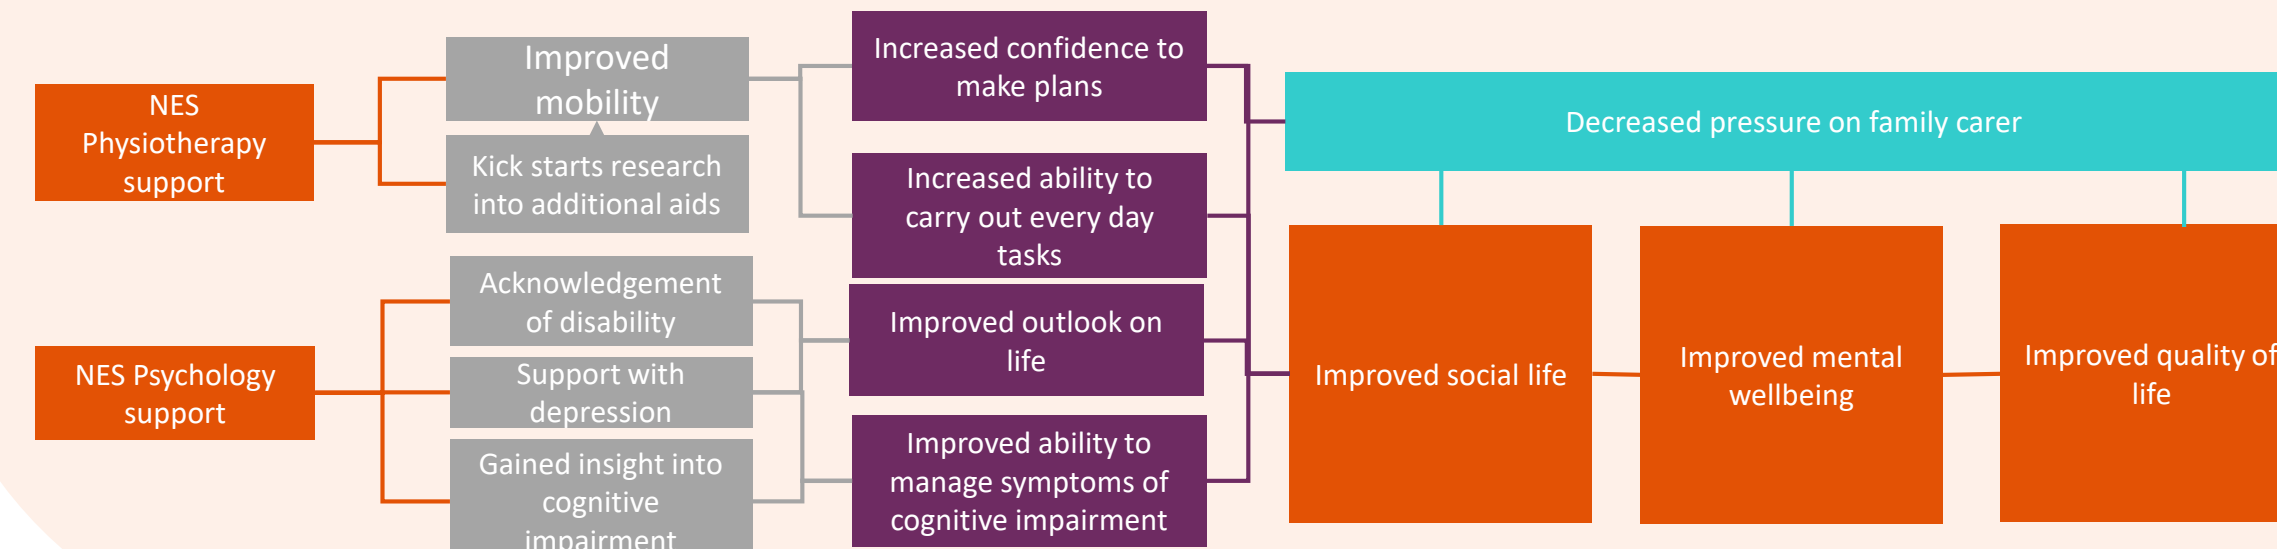 NES
Physiotherapy
support
NES Psychology
support
Improved
mobility
Kick starts research
into additional aids
Acknowledgement
of disability
Support with
depression
Gained insight into
cognitive
impairment
Increased confidence to
make plans
Increased ability to
carry out every day
tasks
Improved outlook on
life
Improved ability to
manage symptoms of
cognitive impairment
Decreased pressure on family carer
Improved social life
Improved mental
wellbeing
Improved quality of
life